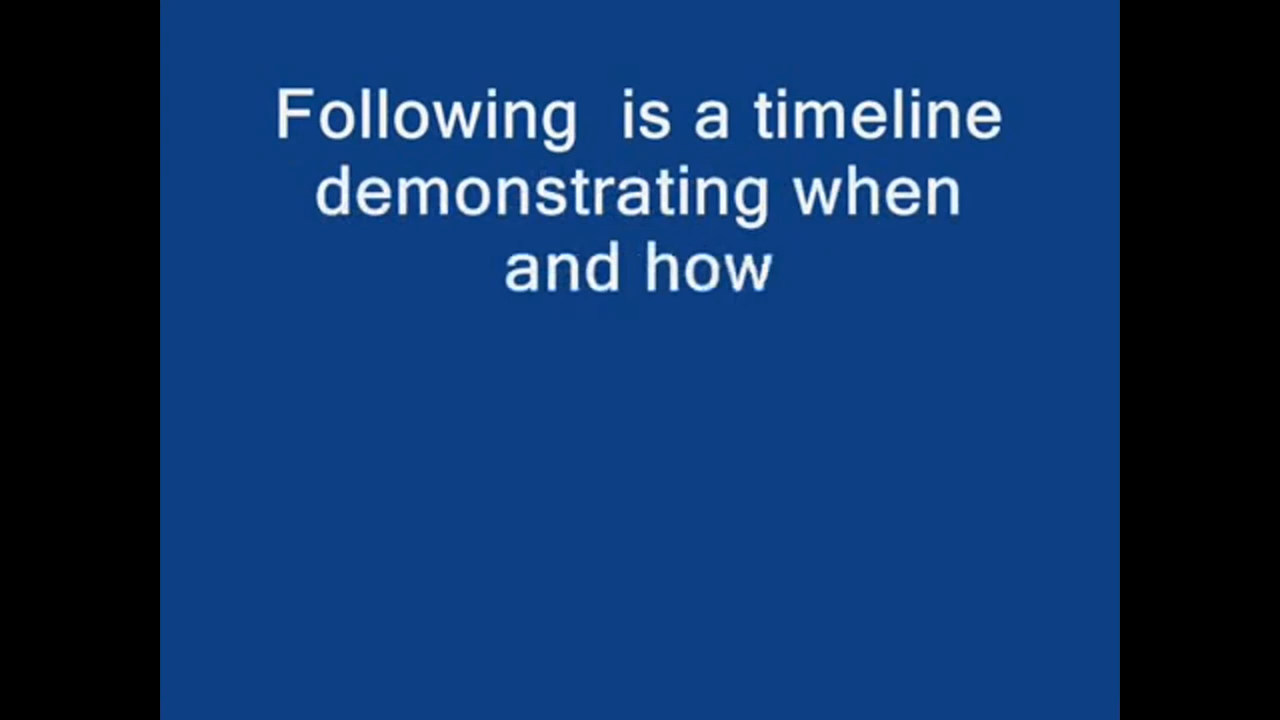 Following  is a timeline
demonstrating when
and how